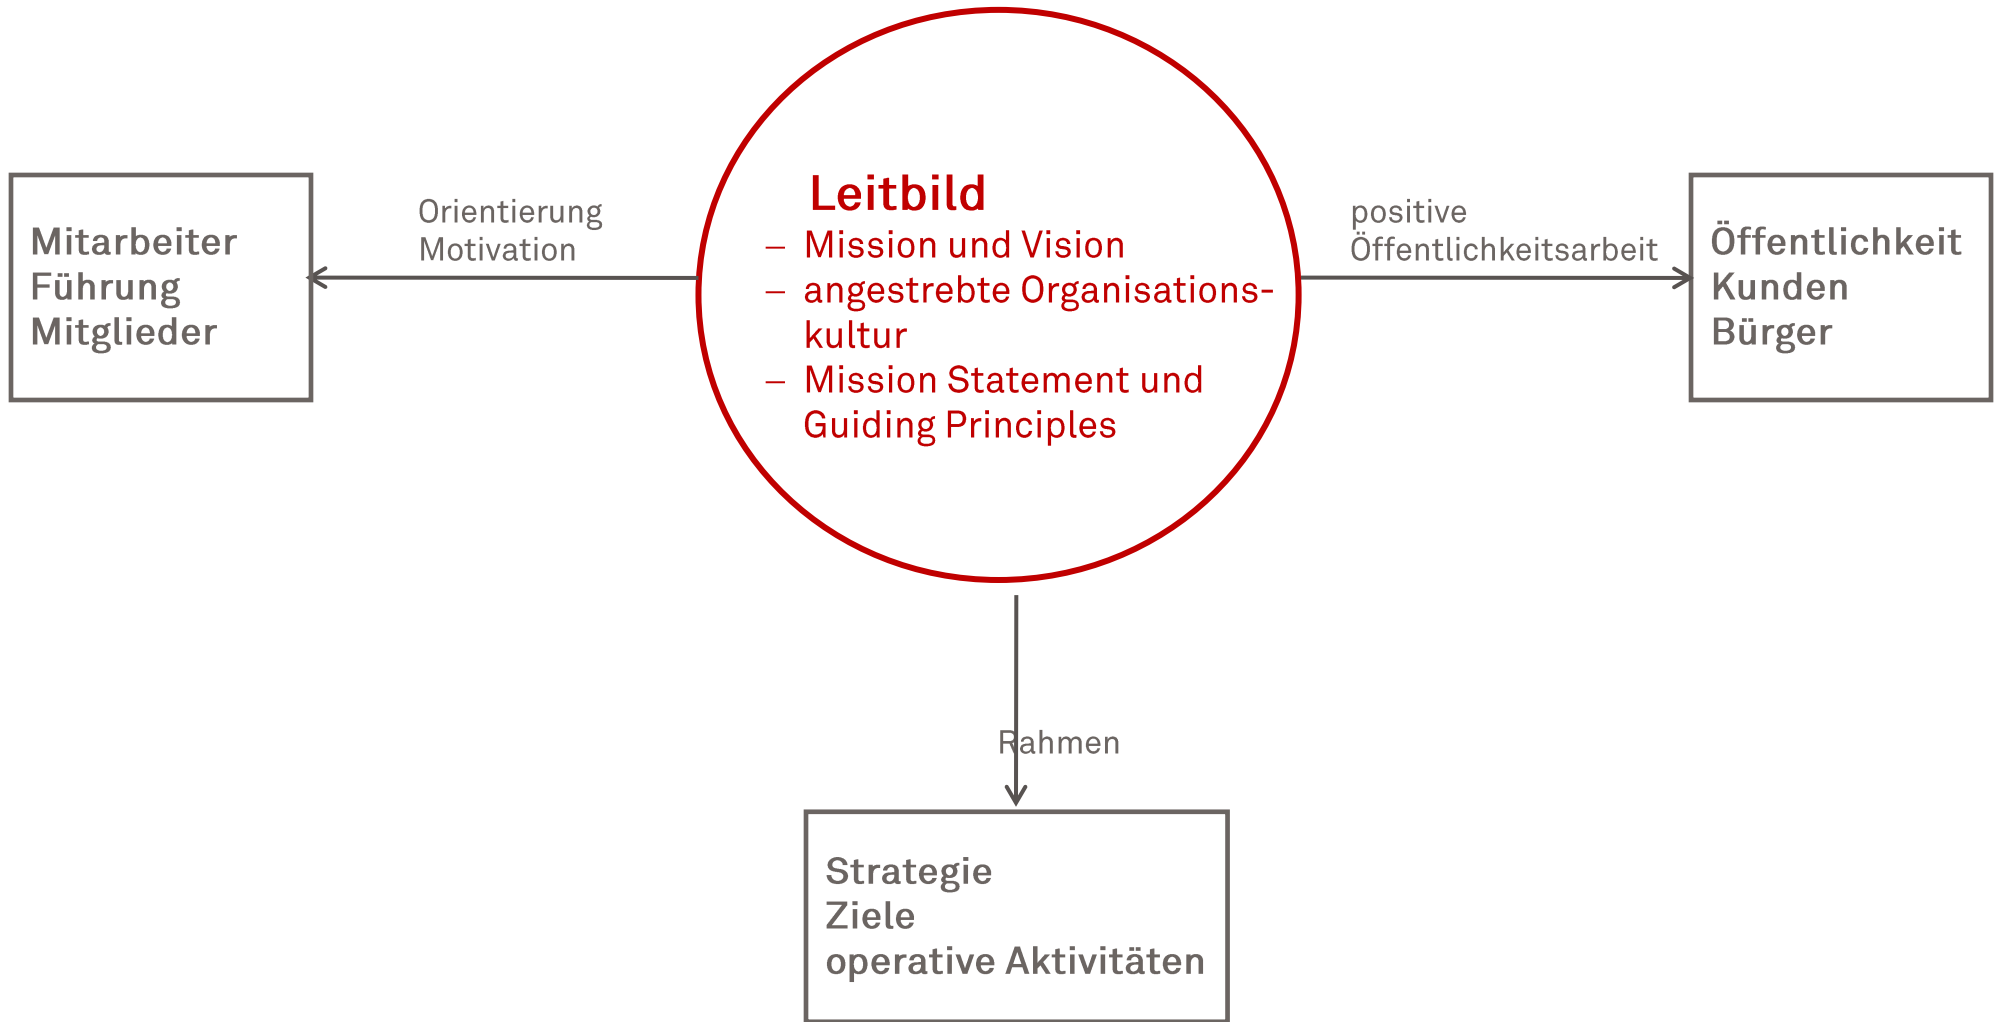 Leitbild
– Mission und Vision
– angestrebte Organisations-
kultur
– Mission Statement und
Guiding Principles
Orientierung
Motivation
Mitarbeiter
Führung
Mitglieder
positive
Öffentlichkeitsarbeit
Öffentlichkeit
Kunden
Bürger
Rahmen
Strategie
Ziele
operative Aktivitäten